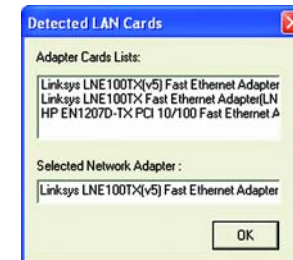 Detected LAN Cards
Adapter Cards Lists:
Linksys LNE100TX(v5) Fast Ethernet Adapter
Linksys LNE100TX Fast Ethernet Adapter(LN
HP EN1207D-TX PCI 10/100 Fast Ethernet A
Selected Network Adapter :
Linksys LNE100TX(v5) Fast Ethernet Adapter
OK